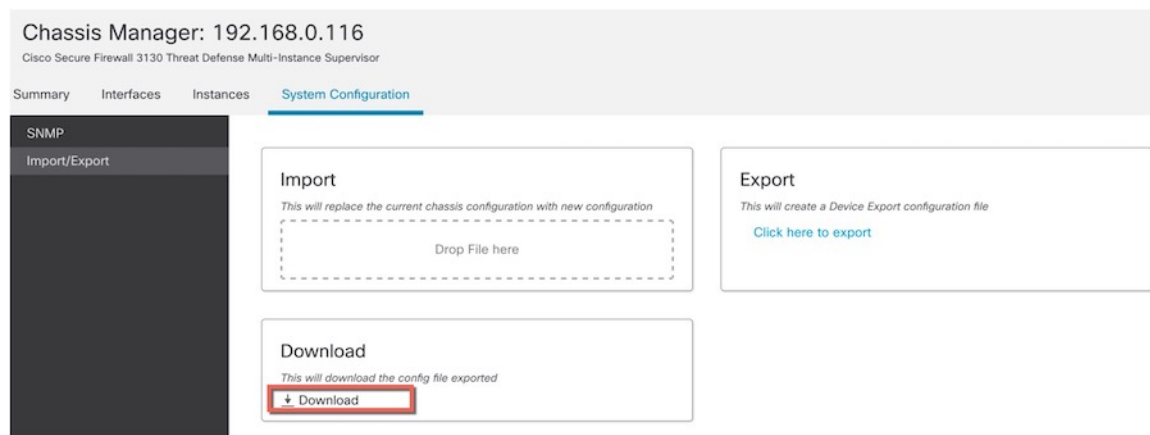 Chassis Manager: 192.168.0.116
Cisco Secure Firewall 3130 Threat Defense Multi-Instance Supervisor
Summary Interfaces Instances System Configuration
SNMP
Import/Export
Import
This will replace the current chassis configuration with new configuration
Drop File here
Export
This will create a Device Export configuration file
Click here to export
Download
This will download the config file exported
Download